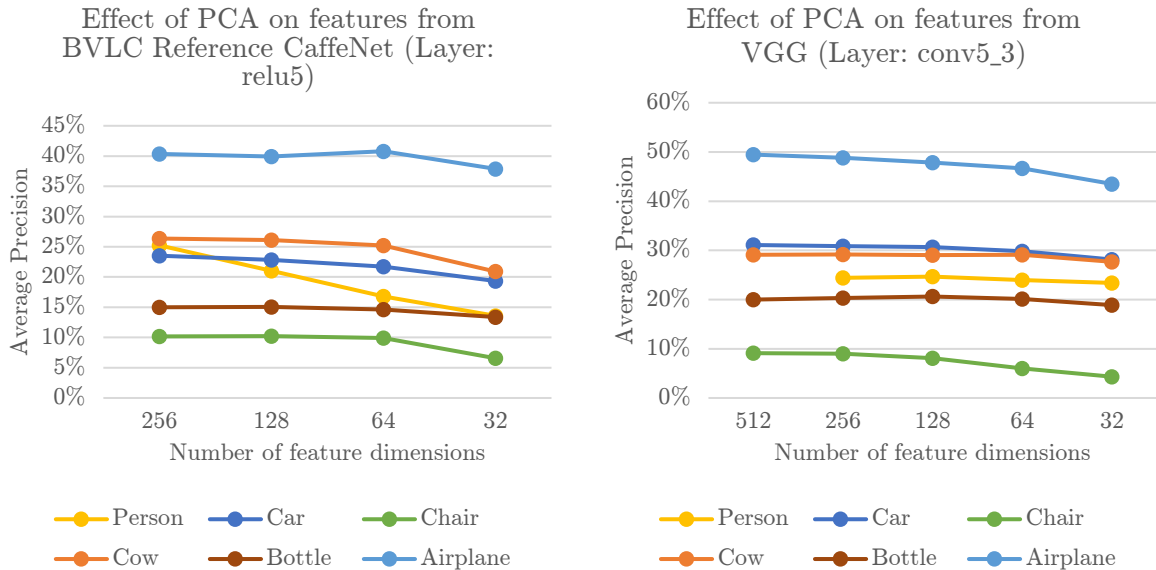 Effect of PCA on features from
BVLC Reference CaffeNet (Layer:
relu5)
Average Precision
45%
40%
35%
30%
25%
20%
15%
10%
5%
0%
256 128 64 32
Number of feature dimensions
Person Car Chair
Cow Bottle Airplane
Effect of PCA on features from
VGG (Layer: conv5_3)
Average Precision
60%
50%
40%
30%
20%
10%
0%
512 256 128 64 32
Number of feature dimensions
Person Car Chair
Cow Bottle Airplane